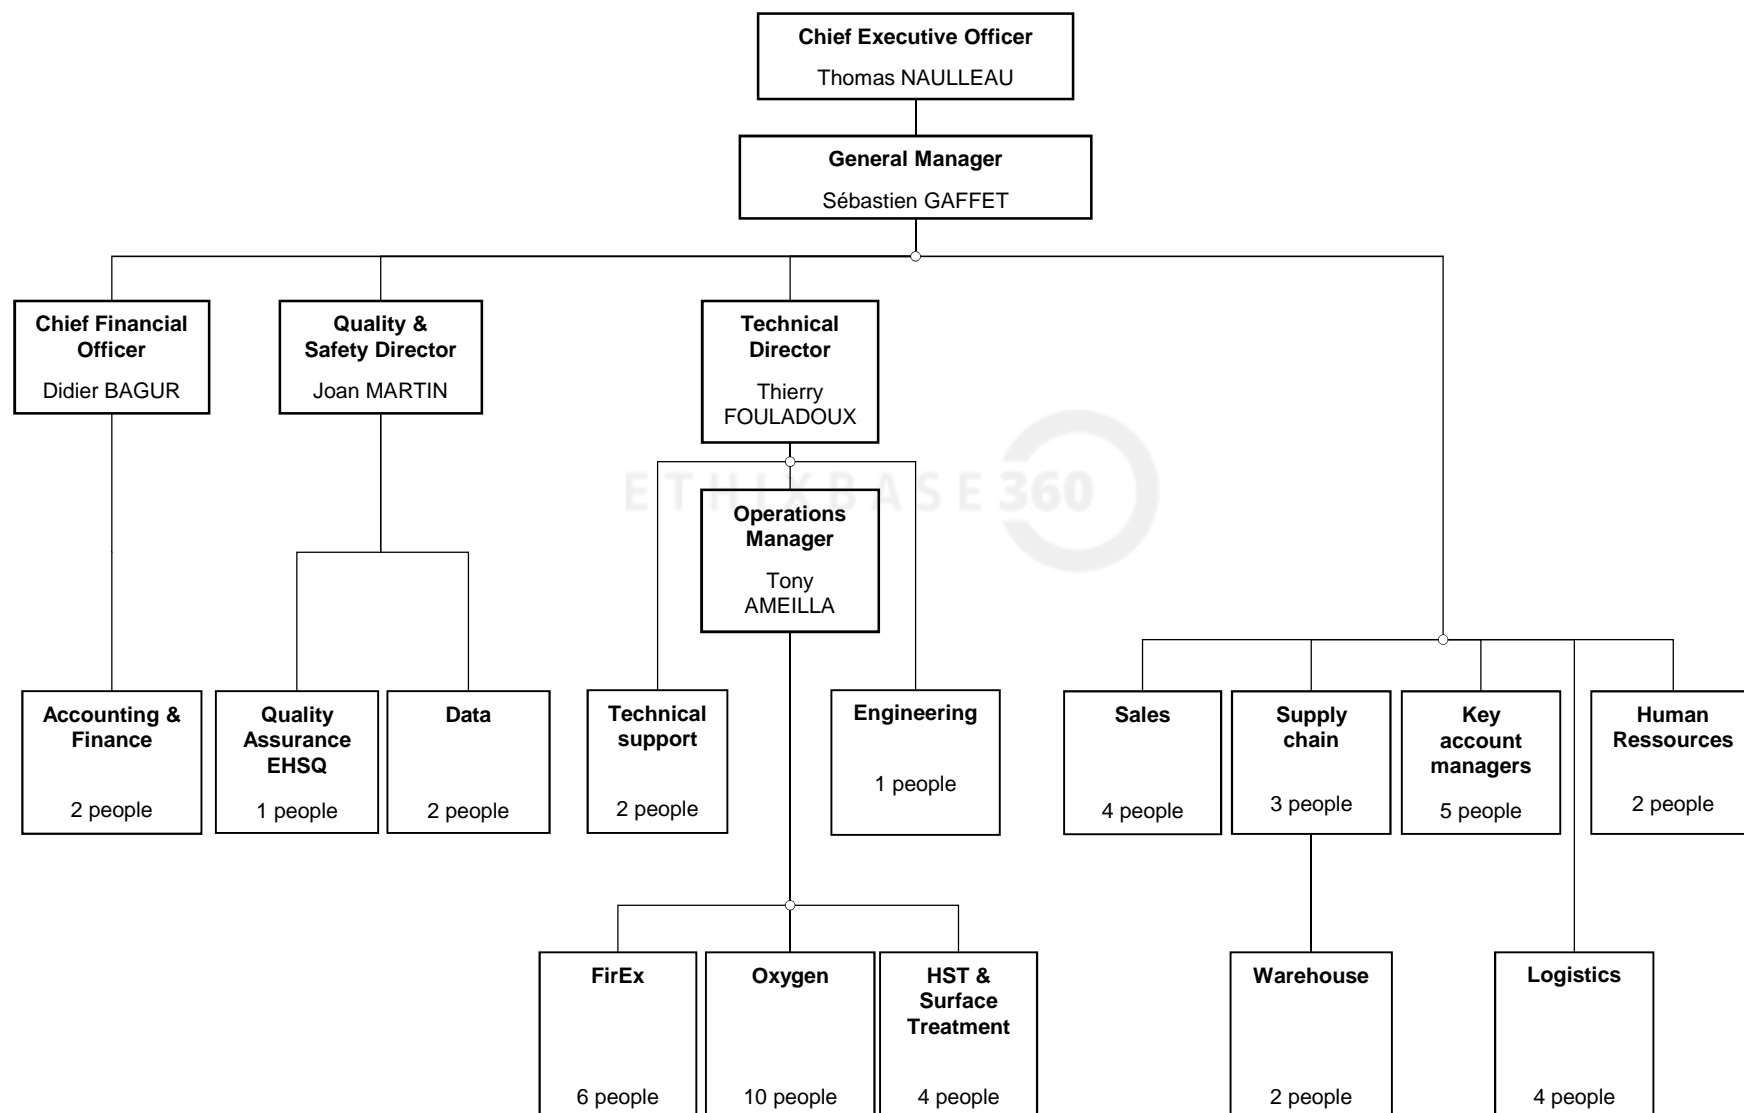 Chief Executive Officer
Thomas NAULLEAU
General Manager
Sébastien GAFFET
Chief Financial
Officer
Didier BAGUR
Quality &
Safety Director
Joan MARTIN
Technical
Director
Thierry
FOULADOUX
ETHIXBASE 360
Operations
Manager
Tony
AMEILLA
Accounting &
Finance
2 people
Quality
Assurance
EHSQ
1 people
Data
2 people
Technical
support
2 people
Engineering
1 people
Sales
4 people
Supply
chain
3 people
Key
account
managers
5 people
Human
Ressources
2 people
FirEx
6 people
Oxygen
10 people
HST &
Surface
Treatment
4 people
Warehouse
2 people
Logistics
4 people